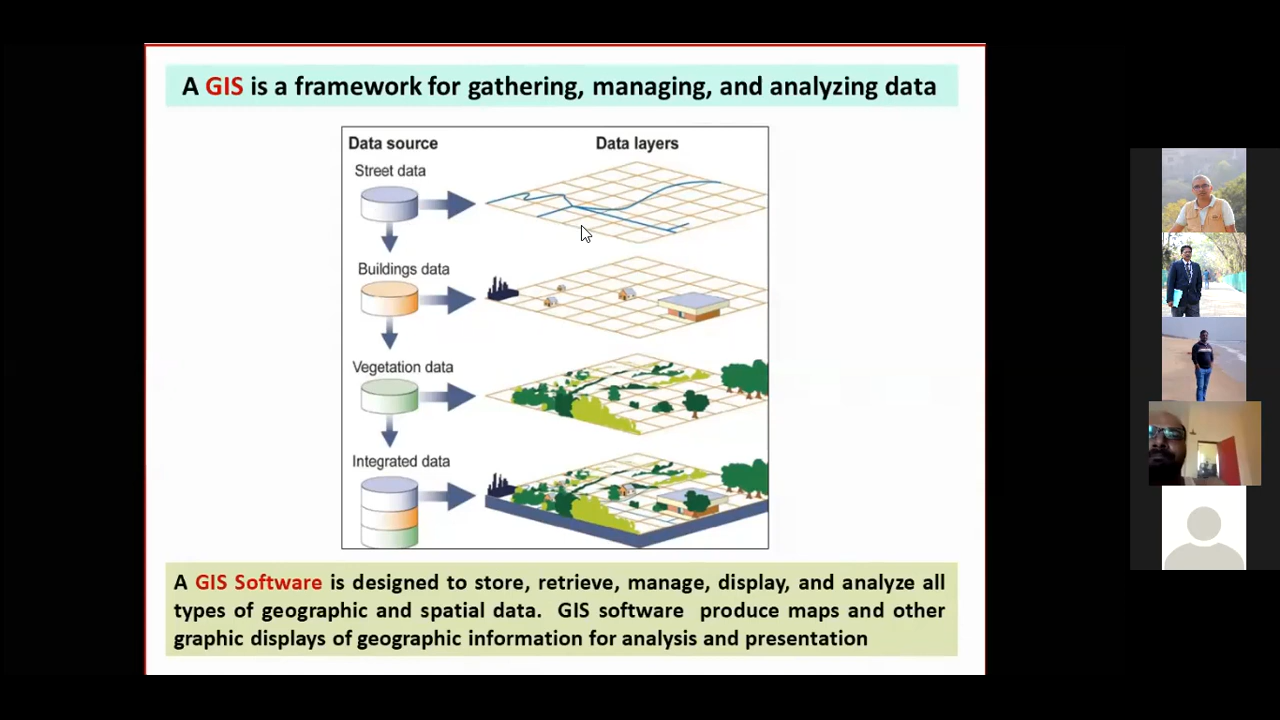 A GIS is a framework for gathering, managing, and analyzing data
Data source
Data layers
Street data
Buildings data
Vegetation data
Integrated data
A GIS Software is designed to store, retrieve, manage, display, and analyze all
types of geographic and spatial data. GIS software produce maps and other
graphic displays of geographic information for analysis and presentation